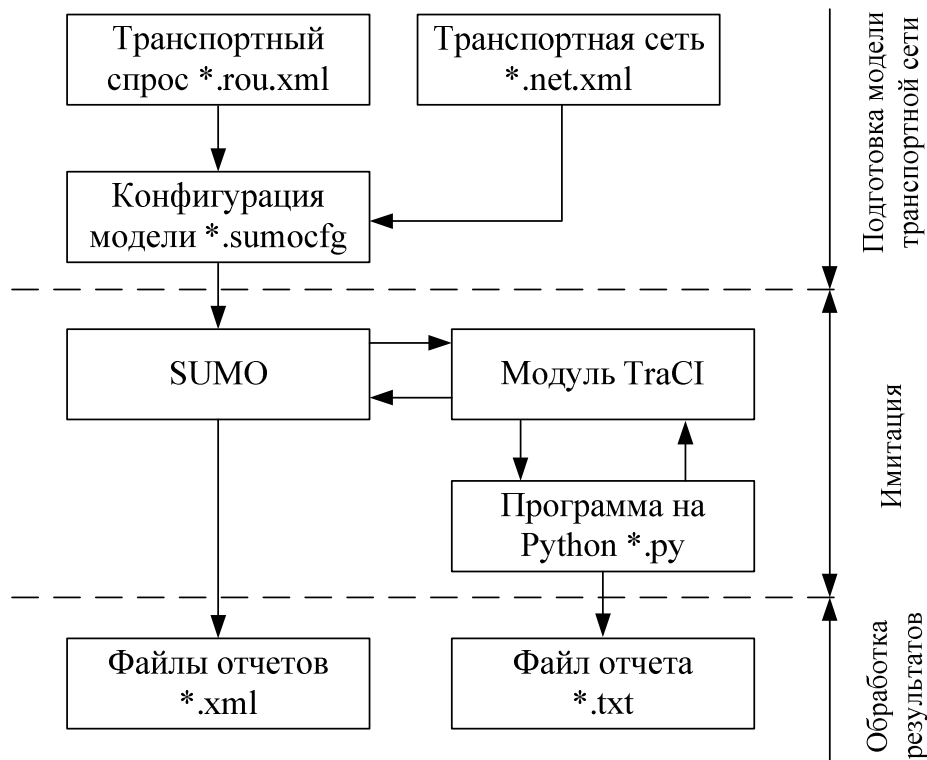 Транспортный
спрос *.rou.xml
Транспортная сеть
*.net.xml
Подготовка модели
транспортной сети
Конфигурация
модели *.sumocfg
SUMO
Модуль TraCI
Имитация
Программа на
Python *.py
Файлы отчетов
*.xml
Файл отчета
*.txt
Обработка
результатов